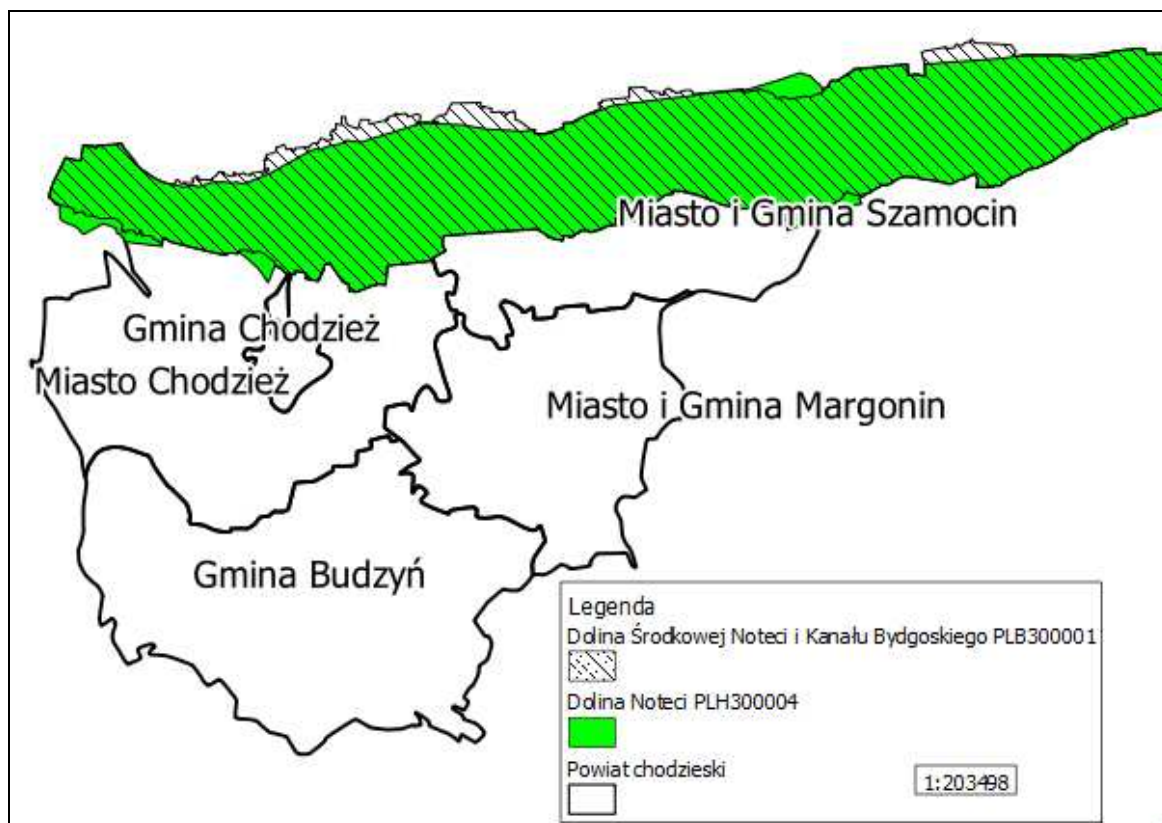 Miasto i Gmina Szamocin
Gmina Chodzież
Miasto Chodzież
Miasto i Gmina Margonin
Gmina Budzyń
Legenda
Dolina Środkowej Noteci i Kanału Bydgoskiego PLB300001
Dolina Noteci PLH300004
Powiat chodzieski
1:203498